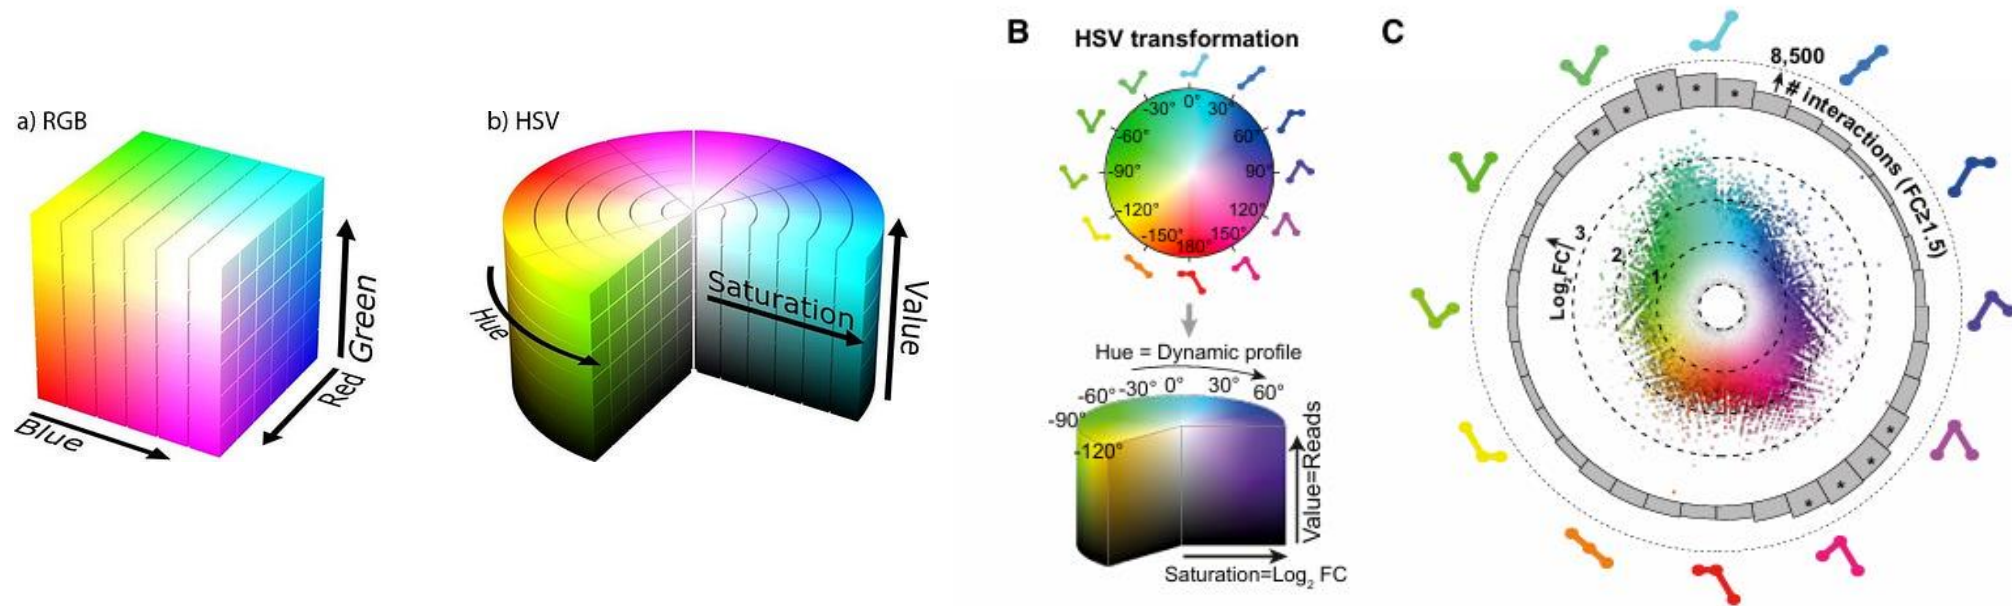 a) RGB
Blue
Red
Green
b) HSV
Hue
Saturation
Value
B
HSV transformation
0°
-30°
30°
-60°
60°
-90°
90°
-120°
120°
-150°
150°
180°
Hue = Dynamic profile
-60°
-30°
0°
30°
60°
-90°
-120°
Value=Reads
Saturation=Log2 FC
C
8,500
# interactions (FC≥1.5)
* * * * * *
3
2
1
Log2FC
* * * *